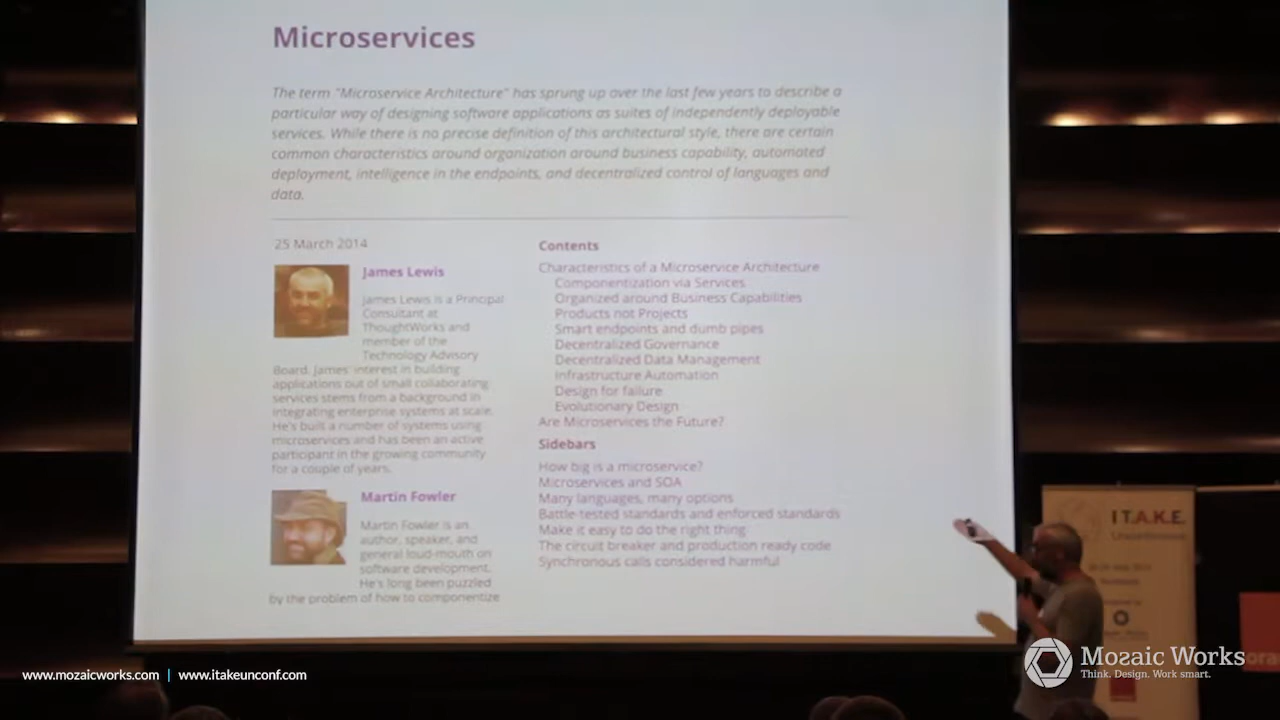 Microservices
The term "Microservice Architecture" has sprung up over the last few years to describe a
particular way of designing software applications as suites of independently deployable
services. While there is no precise definition of this architectural style, there are certain
common characteristics around organization around business capability, automated
deployment, intelligence in the endpoints, and decentralized control of languages and
data.
25 March 2014
James Lewis
James Lewis is a Principal
Consultant at
ThoughtWorks and
member of the
Technology Advisory
Board. James' interest in building
applications out of small collaborating
services stems from a background in
integrating enterprise systems at scale.
He's built a number of systems using
microservices and has been an active
participant in the growing community
for a couple of years.
Martin Fowler
Martin Fowler is an
author, speaker, and
general loud-mouth on
software development.
He's long been puzzled
by the problem of how to componentize
Contents
Characteristics of a Microservice Architecture
Componentization via Services
Organized around Business Capabilities
Products not Projects
Smart endpoints and dumb pipes
Decentralized Governance
Decentralized Data Management
Infrastructure Automation
Design for failure
Evolutionary Design
Are Microservices the Future?
Sidebars
How big is a microservice?
Microservices and SOA
Many languages, many options
Battle-tested standards and enforced standards
Make it easy to do the right thing
The circuit breaker and production ready code
Synchronous calls considered harmful
I T.A.K.E.
Unconference
www.mozaicworks.com | www.itakeunconf.com
Mozaic Works
Think. Design. Work smart.